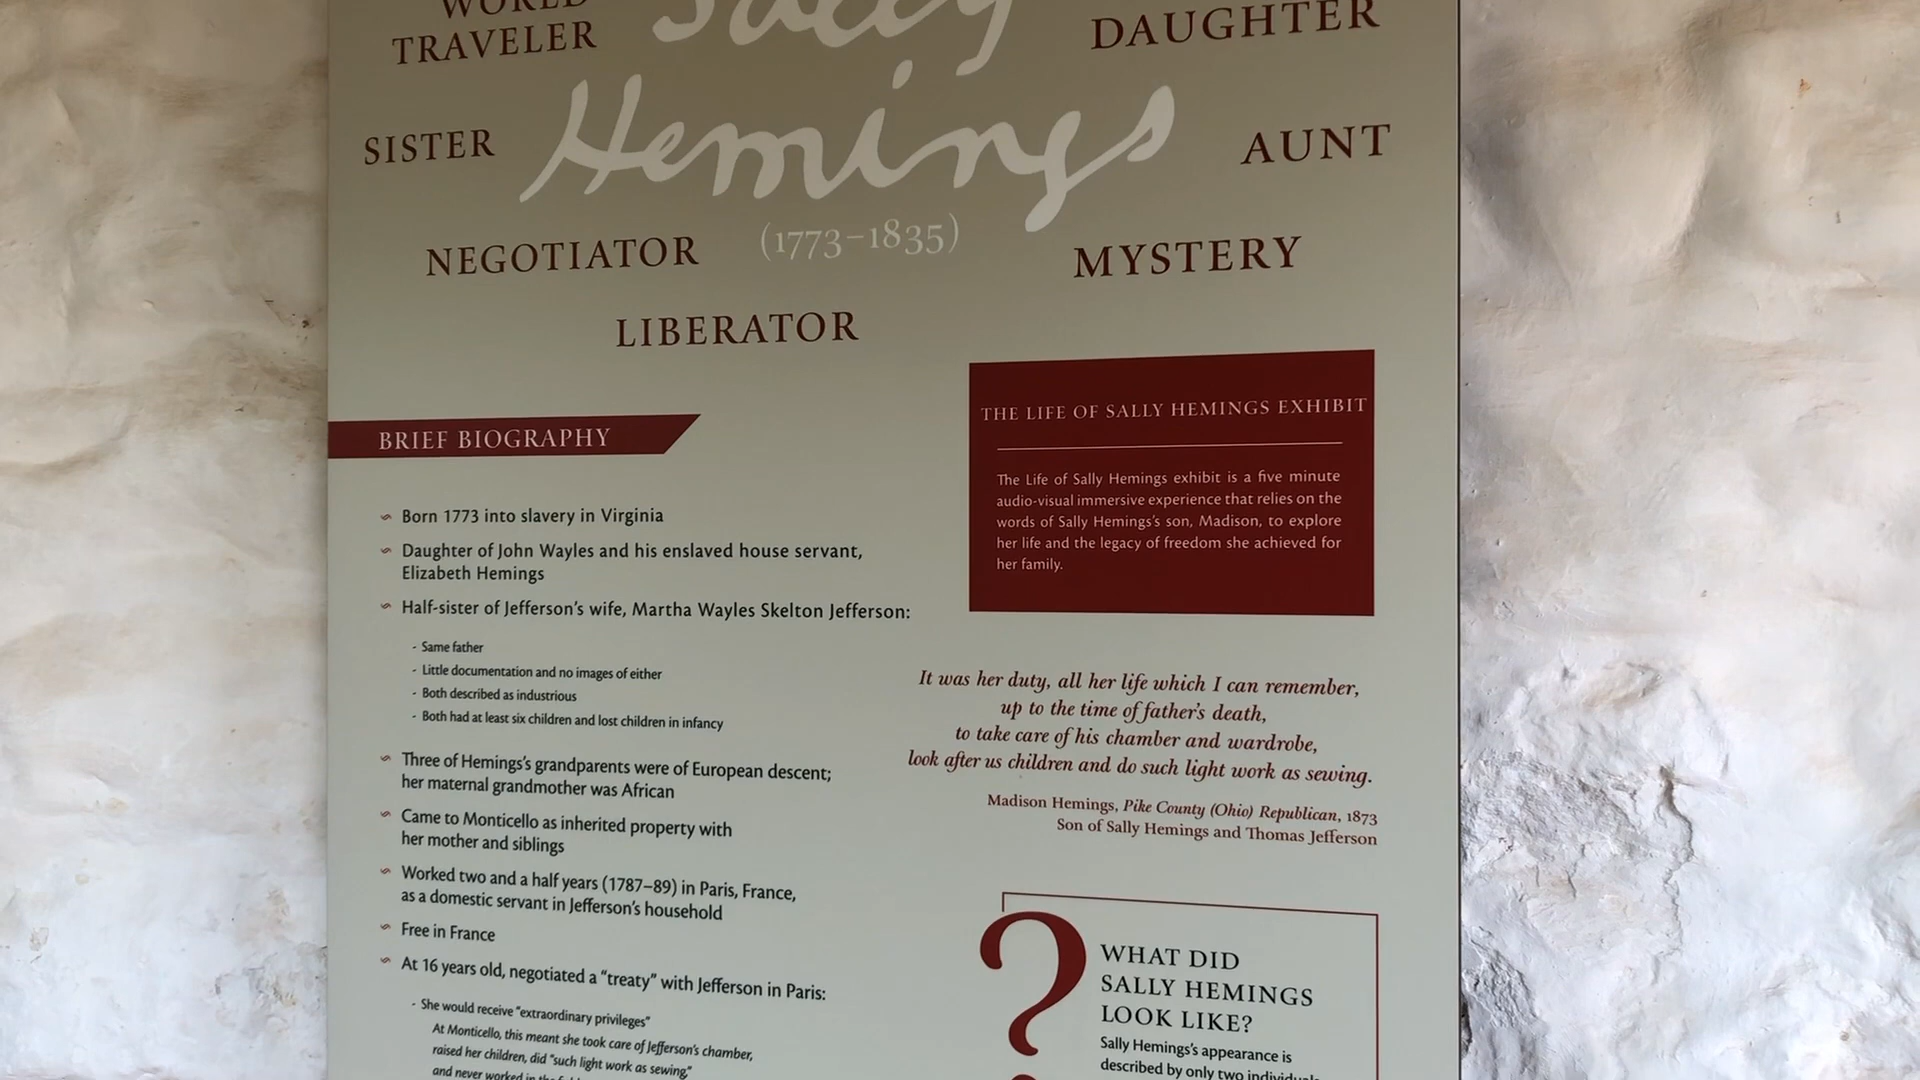 WORLD
TRAVELER
Sally
DAUGHTER
SISTER
Hemings
AUNT
NEGOTIATOR
(1773–1835)
MYSTERY
LIBERATOR
BRIEF BIOGRAPHY
Born 1773 into slavery in Virginia
Daughter of John Wayles and his enslaved house servant,
Elizabeth Hemings
Half-sister of Jefferson's wife, Martha Wayles Skelton Jefferson:
- Same father
- Little documentation and no images of either
- Both described as industrious
- Both had at least six children and lost children in infancy
Three of Hemings's grandparents were of European descent;
her maternal grandmother was African
Came to Monticello as inherited property with
her mother and siblings
Worked two and a half years (1787–89) in Paris, France,
as a domestic servant in Jefferson's household
Free in France
At 16 years old, negotiated a "treaty" with Jefferson in Paris:
- She would receive "extraordinary privileges"
At Monticello, this meant she took care of Jefferson's chamber,
raised her children, did "such light work as sewing,"
and never worked in the
THE LIFE OF SALLY HEMINGS EXHIBIT
The Life of Sally Hemings exhibit is a five minute
audio-visual immersive experience that relies on the
words of Sally Hemings's son, Madison, to explore
her life and the legacy of freedom she achieved for
her family.
It was her duty, all her life which I can remember,
up to the time of father's death,
to take care of his chamber and wardrobe,
look after us children and do such light work as sewing.
Madison Hemings, Pike County (Ohio) Republican, 1873
Son of Sally Hemings and Thomas Jefferson
?
WHAT DID
SALLY HEMINGS
LOOK LIKE?
Sally Hemings's appearance is
described by only two